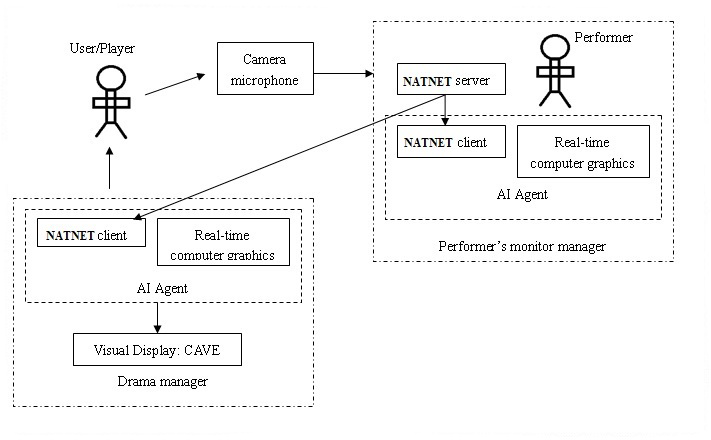 User/Player
Camera
microphone
Performer
NATNET server
NATNET client
Real-time
computer graphics
AI Agent
Performer's monitor manager
NATNET client
Real-time
computer graphics
AI Agent
Visual Display: CAVE
Drama manager